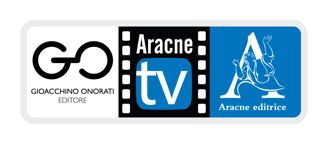 GO
GIOACCHINO ONORATI
EDITORE
Aracne
tv
A
Aracne editrice